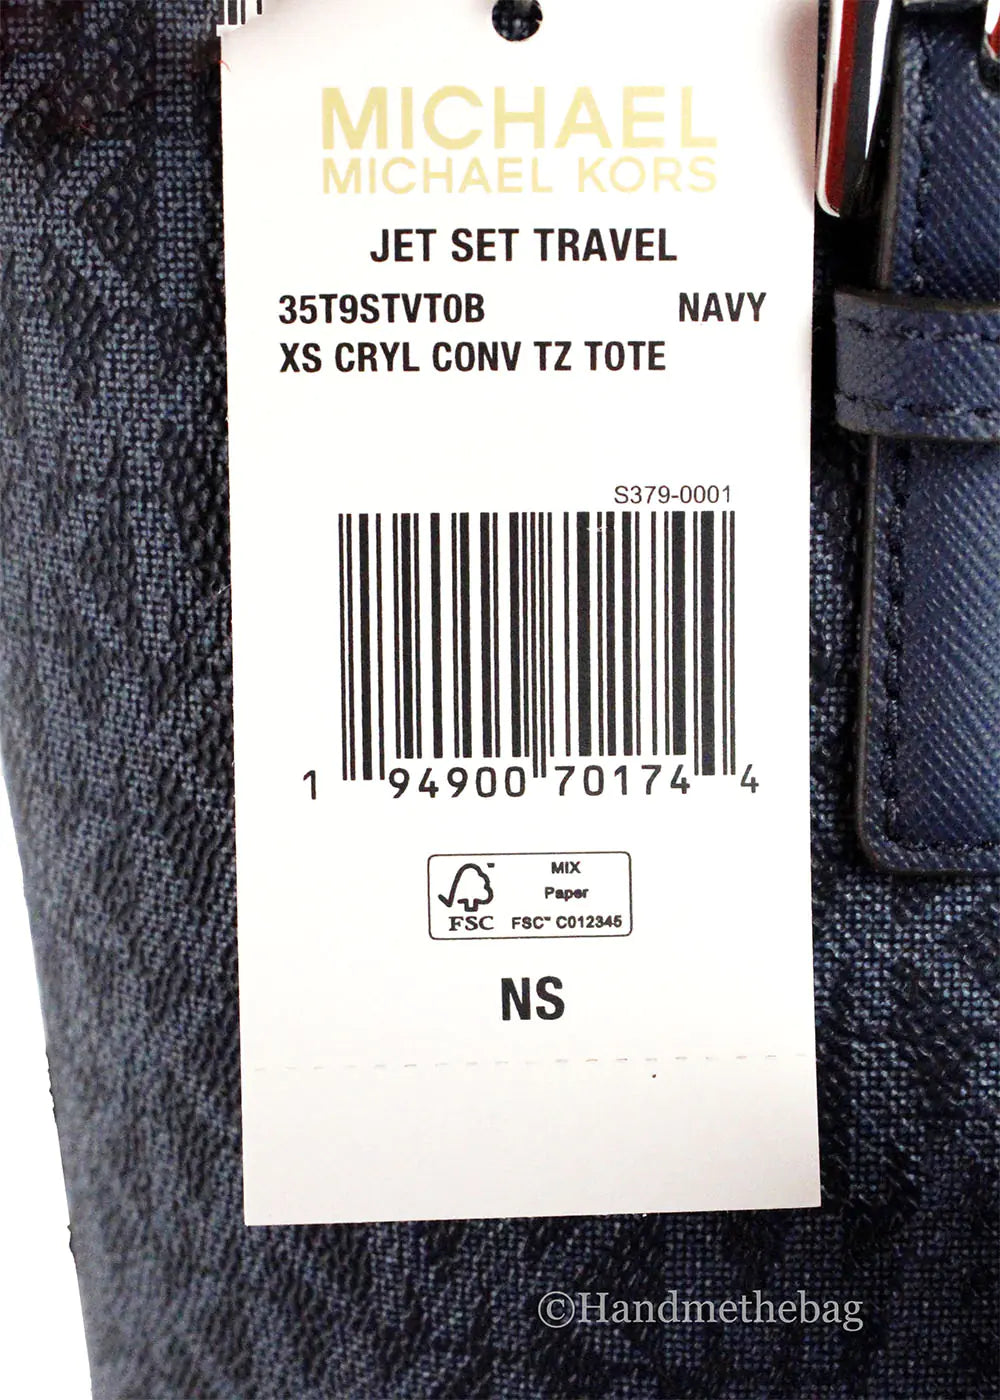 MICHAEL
MICHAEL KORS
JET SET TRAVEL
35T9STVT0B NAVY
XS CRYL CONV TZ TOTE
S379-0001
1 94900 70174 4
MIX
Paper
FSC FSC™ C012345
NS
©Handmethebag